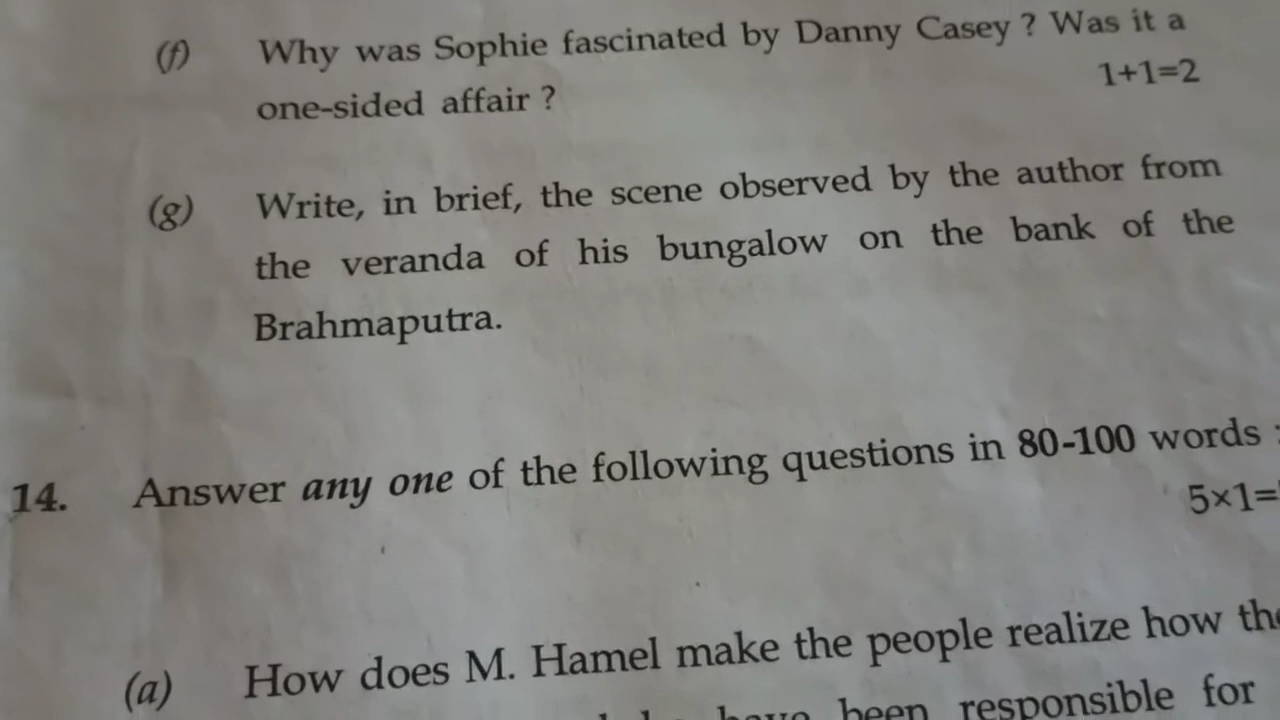 (f) Why was Sophie fascinated by Danny Casey ? Was it a
one-sided affair ? 1+1=2
(g) Write, in brief, the scene observed by the author from
the veranda of his bungalow on the bank of the
Brahmaputra.
14. Answer any one of the following questions in 80-100 words :
5×1=
(a) How does M. Hamel make the people realize how the
have been responsible for